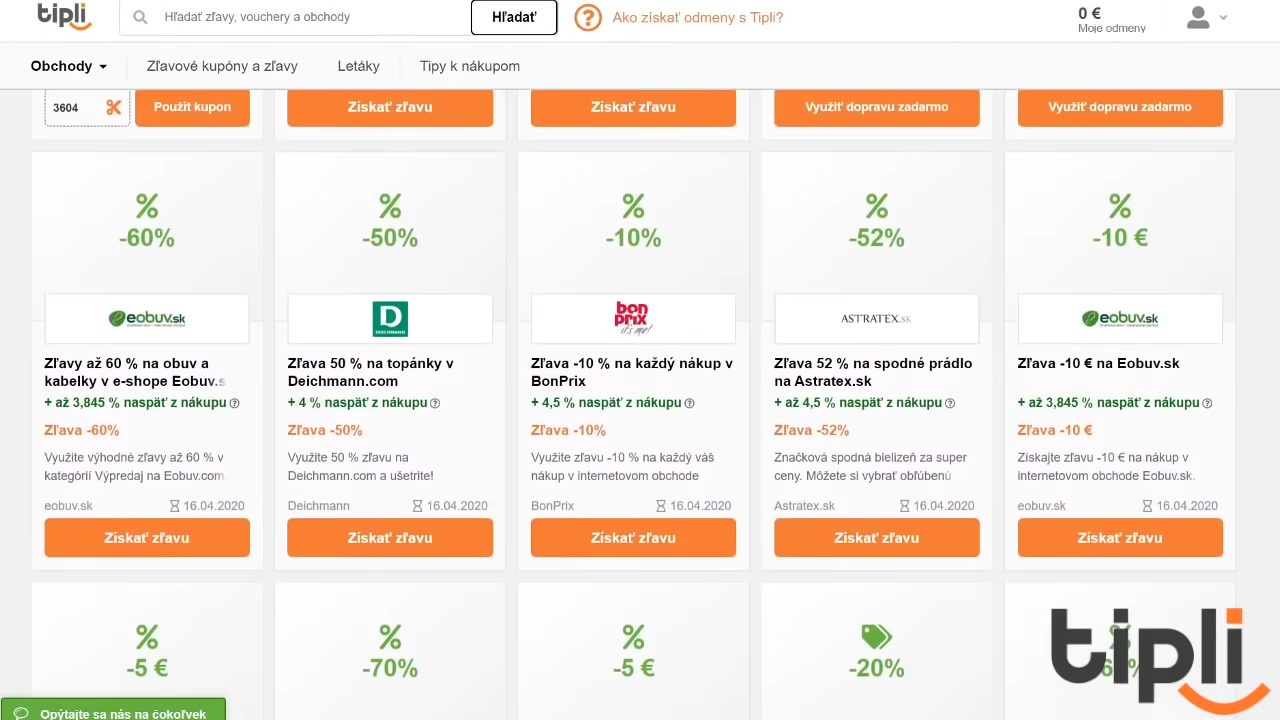 tipli
Hľadať zľavy, vouchery a obchody
Hľadať
Ako získať odmeny s Tipli?
0 €
Moje odmeny
Obchody
Zľavové kupóny a zľavy
Letáky
Tipy k nákupom
3604
Použiť kupon
Získať zľavu
Získať zľavu
Využiť dopravu zadarmo
Využiť dopravu zadarmo
%
-60%
eobuv.sk
Zľavy až 60 % na obuv a
kabelky v e-shope Eobuv.s
+ až 3,845 % naspäť z nákupu
Zľava -60%
Využite výhodné zľavy až 60 % v
kategórií Výpredaj na Eobuv.com.
eobuv.sk
16.04.2020
Získať zľavu
%
-50%
D
DEICHMANN
Zľava 50 % na topánky v
Deichmann.com
+ 4 % naspäť z nákupu
Zľava -50%
Využite 50 % zľavu na
Deichmann.com a ušetrite!
Deichmann
16.04.2020
Získať zľavu
%
-10%
bon
prix
it's me!
Zľava -10 % na každý nákup v
BonPrix
+ 4,5 % naspäť z nákupu
Zľava -10%
Využite zľavu -10 % na každý váš
nákup v internetovom obchode
BonPrix
16.04.2020
Získať zľavu
%
-52%
ASTRATEX.SK
Zľava 52 % na spodné prádlo
na Astratex.sk
+ až 4,5 % naspäť z nákupu
Zľava -52%
Značková spodná bielizeň za super
ceny. Môžete si vybrať obľúbenú
Astratex.sk
16.04.2020
Získať zľavu
%
-10 €
eobuv.sk
Zľava -10 € na Eobuv.sk
+ až 3,845 % naspäť z nákupu
Zľava -10 €
Získajte zľavu -10 € na nákup v
internetovom obchode Eobuv.sk.
eobuv.sk
16.04.2020
Získať zľavu
%
-5 €
%
-70%
%
-5 €
-20%
tipli
Opýtajte sa nás na čokoľvek